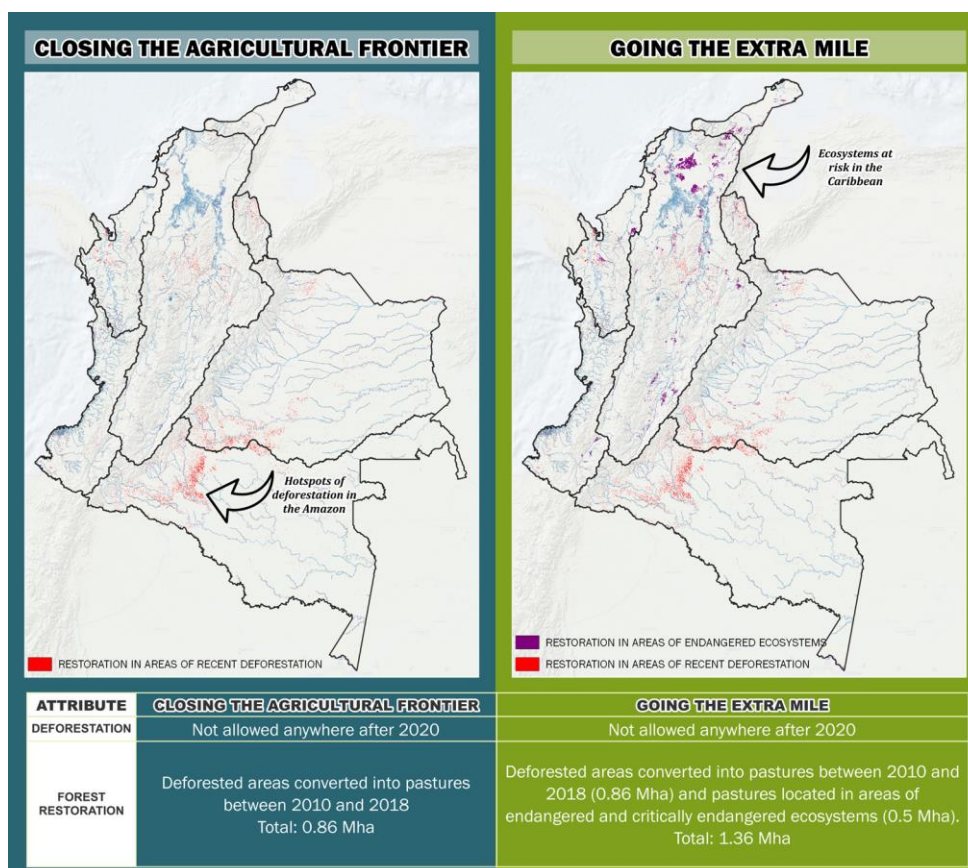 CLOSING THE AGRICULTURAL FRONTIER
GOING THE EXTRA MILE
Ecosystems at
risk in the
Caribbean
Hotspots of
deforestation in
the Amazon
RESTORATION IN AREAS OF RECENT DEFORESTATION
RESTORATION IN AREAS OF ENDANGERED ECOSYSTEMS
RESTORATION IN AREAS OF RECENT DEFORESTATION
ATTRIBUTE
CLOSING THE AGRICULTURAL FRONTIER
GOING THE EXTRA MILE
DEFORESTATION
Not allowed anywhere after 2020
Not allowed anywhere after 2020
FOREST
RESTORATION
Deforested areas converted into pastures
between 2010 and 2018
Total: 0.86 Mha
Deforested areas converted into pastures between 2010 and
2018 (0.86 Mha) and pastures located in areas of
endangered and critically endangered ecosystems (0.5 Mha).
Total: 1.36 Mha